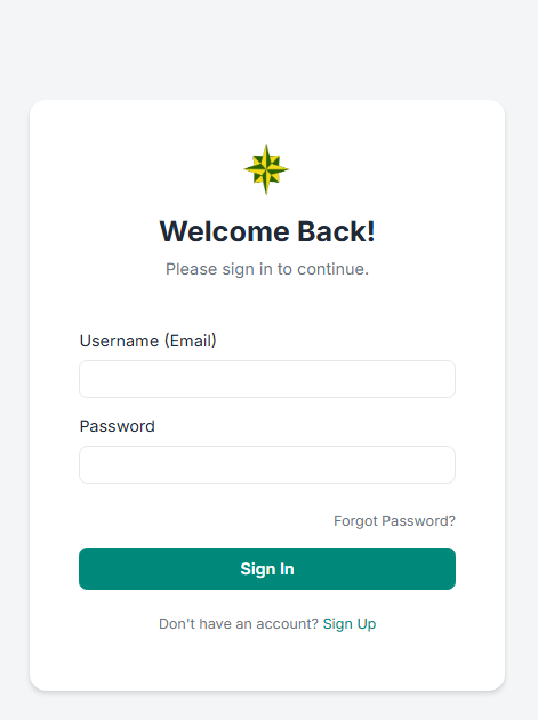 Welcome Back!
Please sign in to continue.
Username (Email)
Password
Forgot Password?
Sign In
Don't have an account? Sign Up